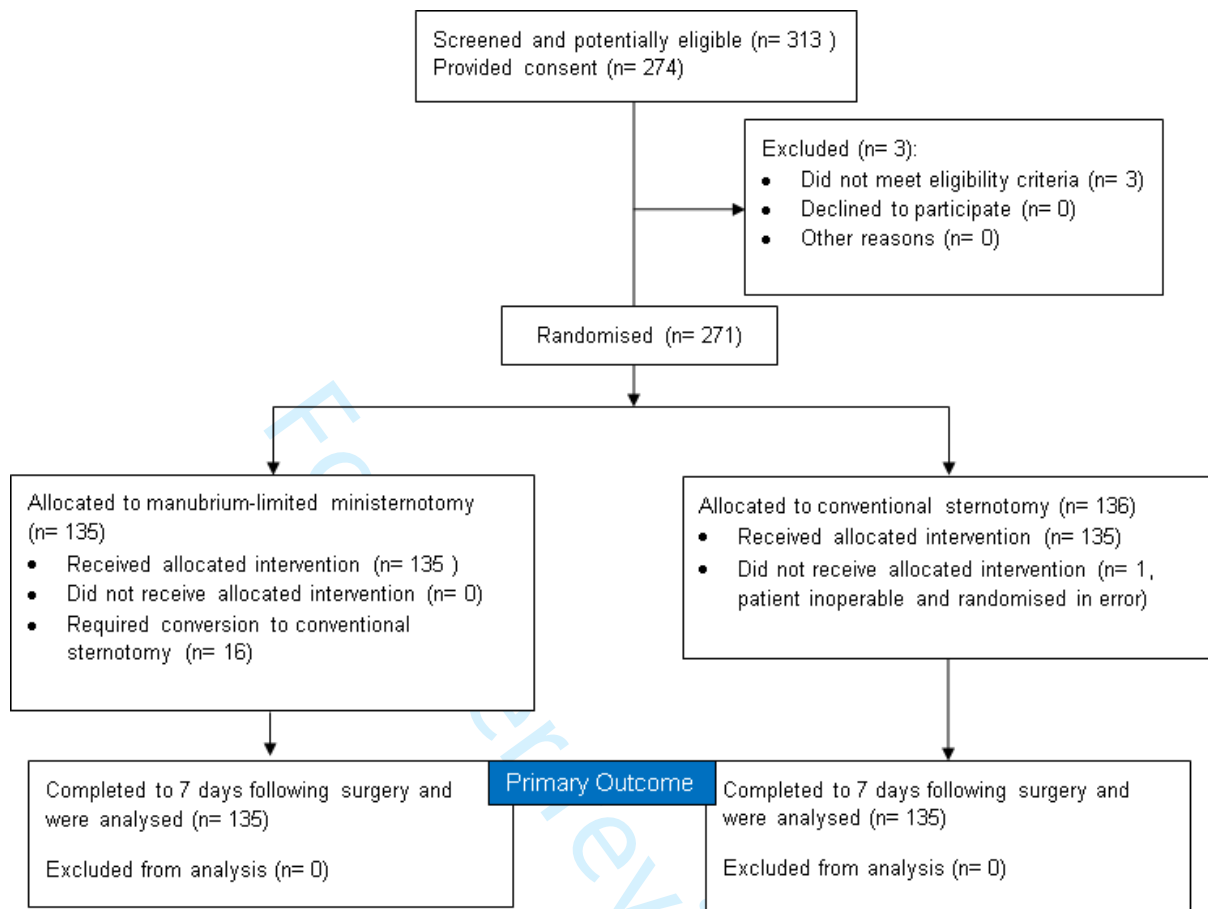 Screened and potentially eligible (n= 313 )
Provided consent (n= 274)
Excluded (n= 3):
• Did not meet eligibility criteria (n= 3)
• Declined to participate (n= 0)
• Other reasons (n= 0)
Randomised (n= 271)
Allocated to manubrium-limited ministernotomy
(n= 135)
• Received allocated intervention (n= 135 )
• Did not receive allocated intervention (n= 0)
• Required conversion to conventional
sternotomy (n= 16)
Allocated to conventional sternotomy (n= 136)
• Received allocated intervention (n= 135)
• Did not receive allocated intervention (n= 1,
patient inoperable and randomised in error)
Primary Outcome
Completed to 7 days following surgery and
were analysed (n= 135)
Excluded from analysis (n= 0)
Completed to 7 days following surgery and
were analysed (n= 135)
Excluded from analysis (n= 0)